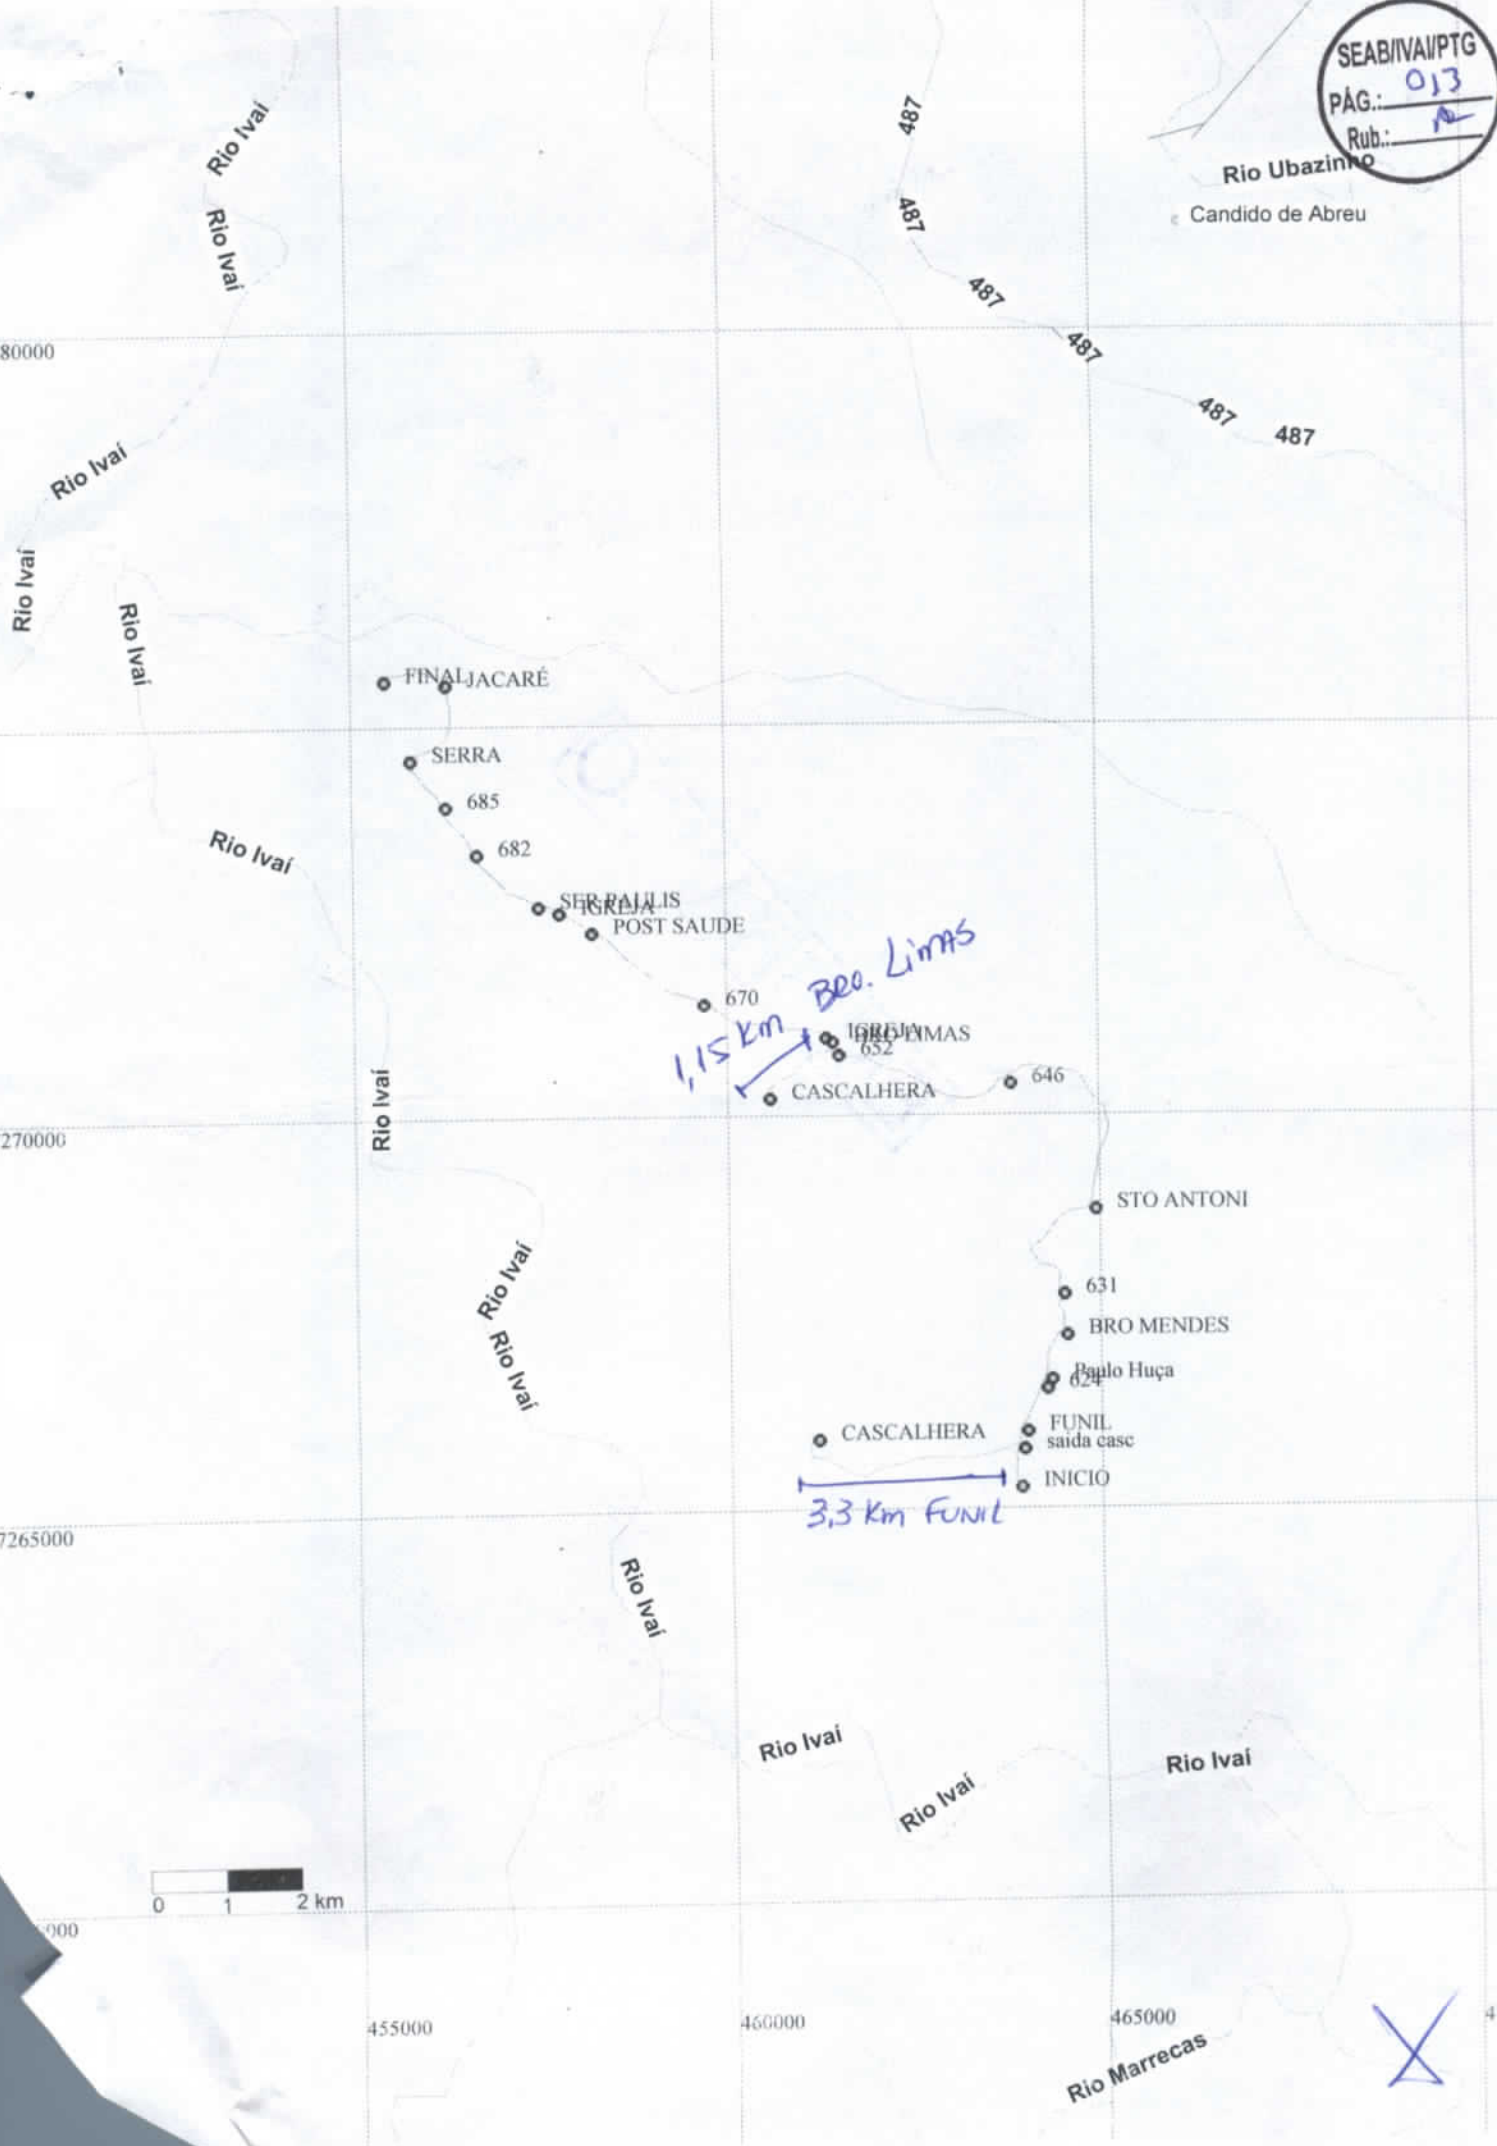 SEAB/IVAI/PTG
PÁG.: 013
Rub.:
Rio Ivaí
487
Rio Ubazinho
Candido de Abreu
Rio Ivaí
487
487
80000
487
487
487
Rio Ivaí
Rio Ivaí
Rio Ivaí
FINAL
JACARÉ
SERRA
685
682
Rio Ivaí
SER PAULIS
IGREJA
POST SAUDE
Bro. Limas
670
1,15 Km
IGREJA
BRO LIMAS
652
646
CASCALHERA
Rio Ivaí
270000
STO ANTONI
Rio Ivaí
631
BRO MENDES
Rio Ivaí
Paulo Huça
624
FUNIL
CASCALHERA
saida casc
INICIO
3,3 Km FUNIL
7265000
Rio Ivaí
Rio Ivaí
Rio Ivaí
Rio Ivaí
0 1 2 km
000
455000
460000
465000
4
Rio Marrecas